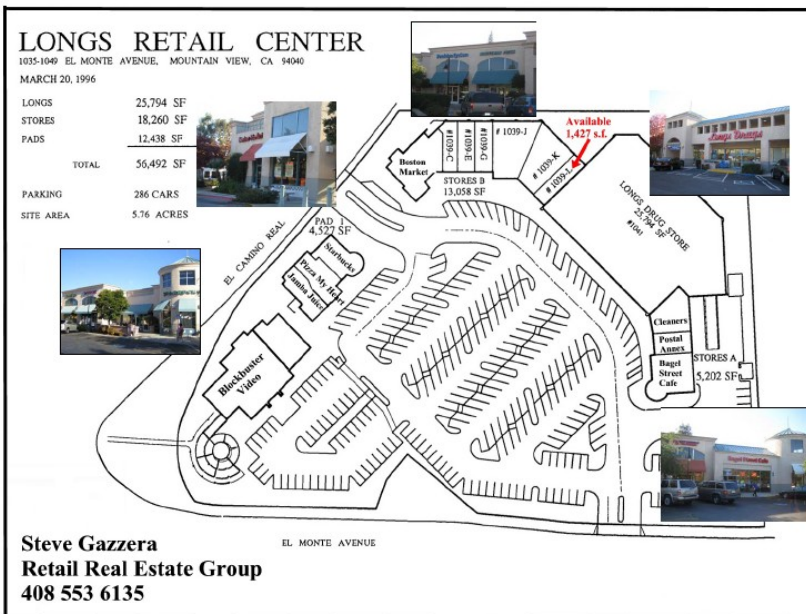 LONGS RETAIL CENTER
1035-1049 EL MONTE AVENUE, MOUNTAIN VIEW, CA 94040
MARCH 20, 1996
LONGS 25,794 SF
STORES 18,260 SF
PADS 12,438 SF
TOTAL 56,492 SF
PARKING 286 CARS
SITE AREA 5.76 ACRES
Available
1,427 s.f.
Longs Drugs
Boston
Market
#1039-C
#1039-E
#1039-G
# 1039-J
# 1039-K
# 1039-L
STORES B
13,058 SF
LONGS DRUG STORE
25,794 SF
#1041
EL CAMINO REAL
PAD 1
4,527 SF
Starbucks
Pizza My Heart
Jamba Juice
Blockbuster
Video
Cleaners
Postal
Annex
Bagel
Street
Cafe
STORES A
5,202 SF
Bagel Street Cafe
EL MONTE AVENUE
Steve Gazzera
Retail Real Estate Group
408 553 6135